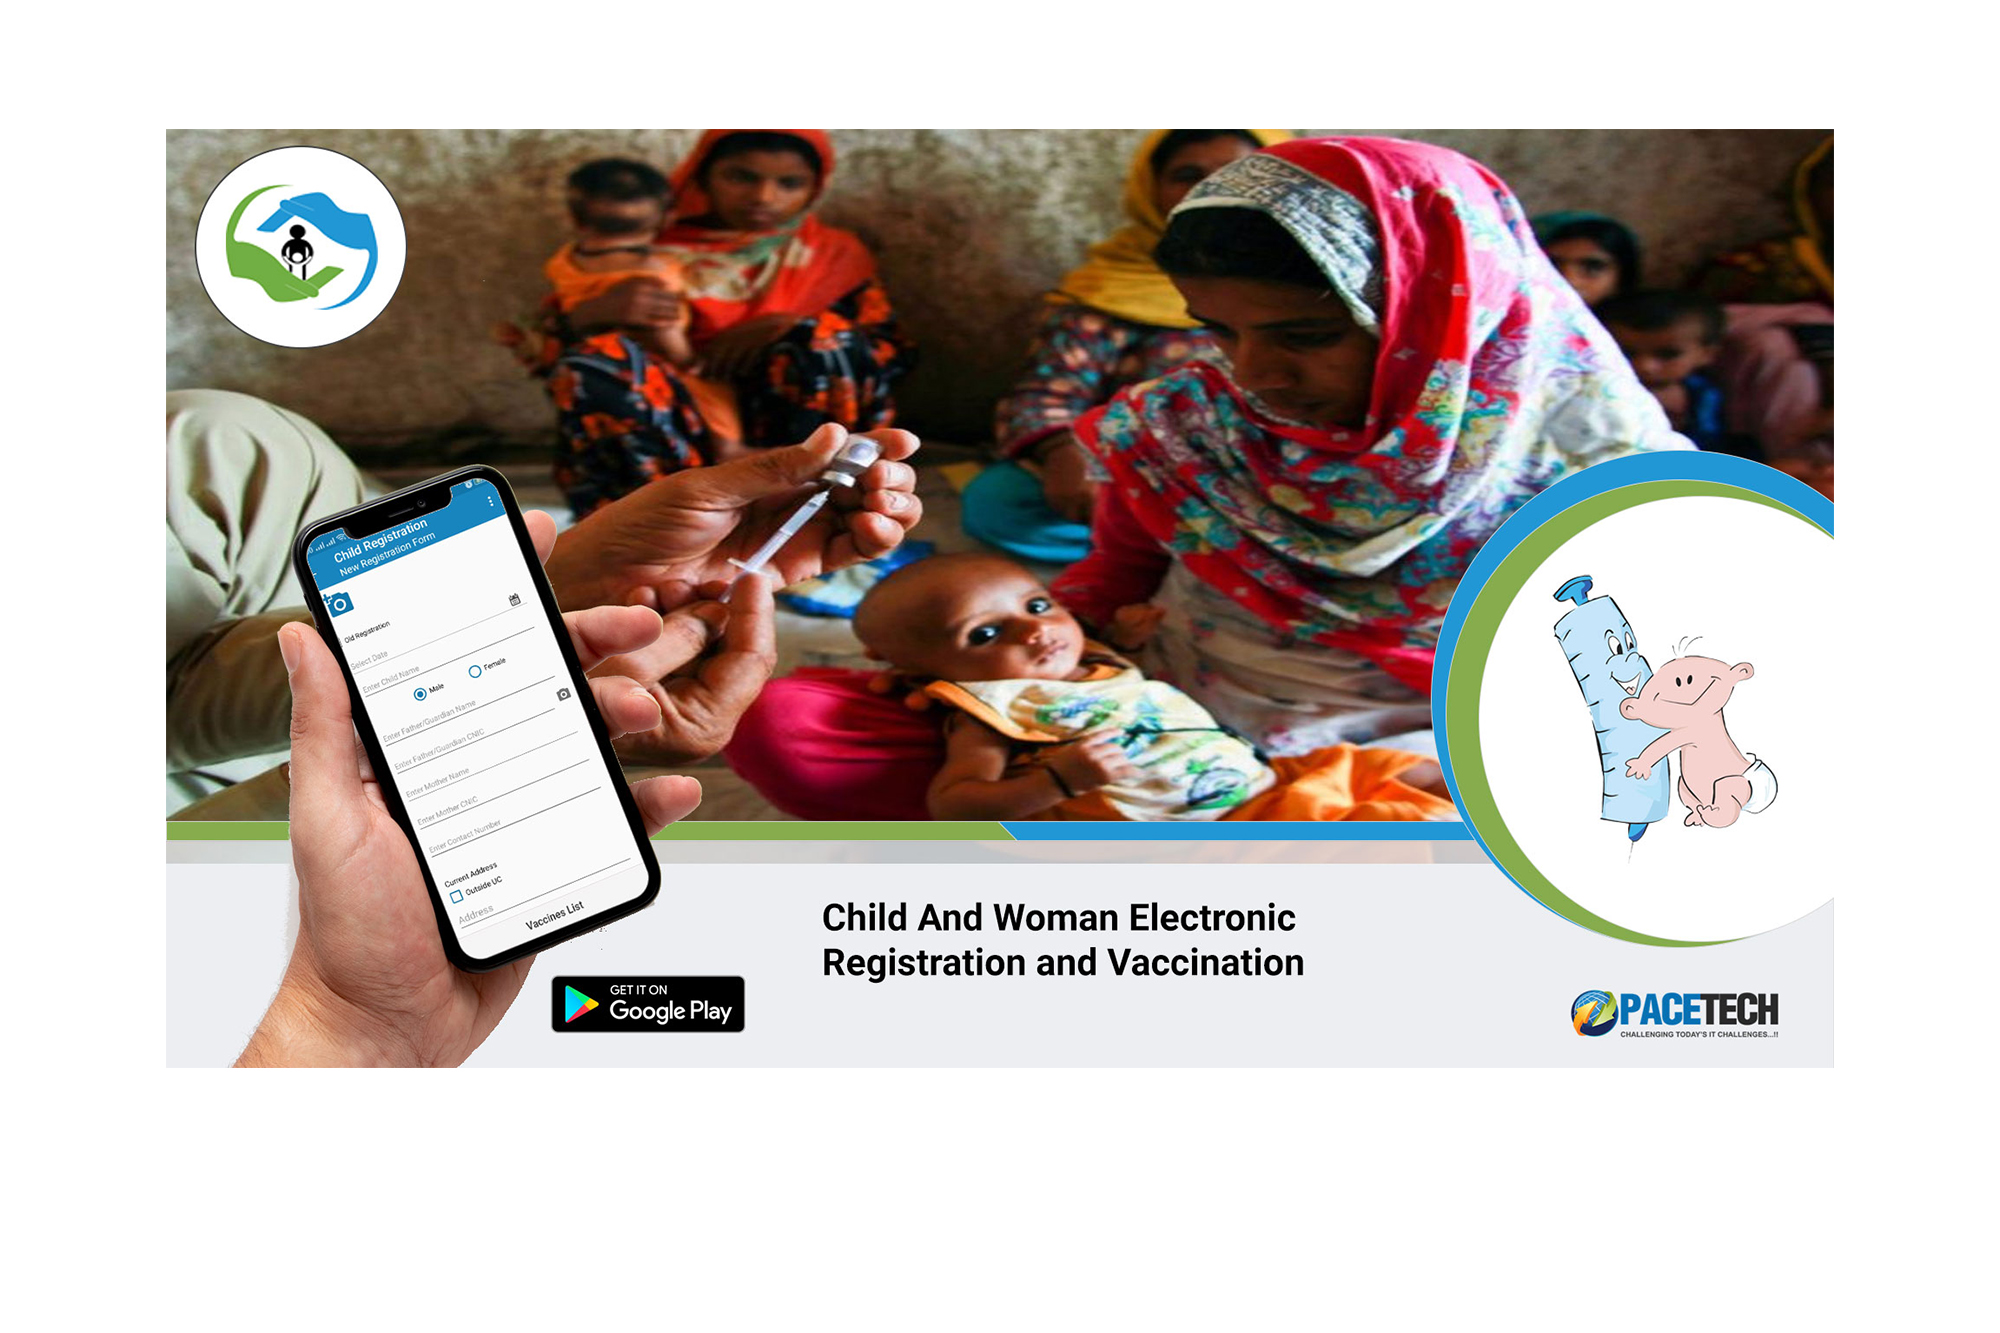 Child Registration
New Registration Form
Old Registration
Select Date
Enter Child Name
Male
Female
Enter Father/Guardian Name
Enter Father/Guardian CNIC
Enter Mother Name
Enter Mother CNIC
Enter Contact Number
Current Address
Outside UC
Address
Vaccines List
GET IT ON
Google Play
Child And Woman Electronic
Registration and Vaccination
PACETECH
CHALLENGING TODAY'S IT CHALLENGES...!!